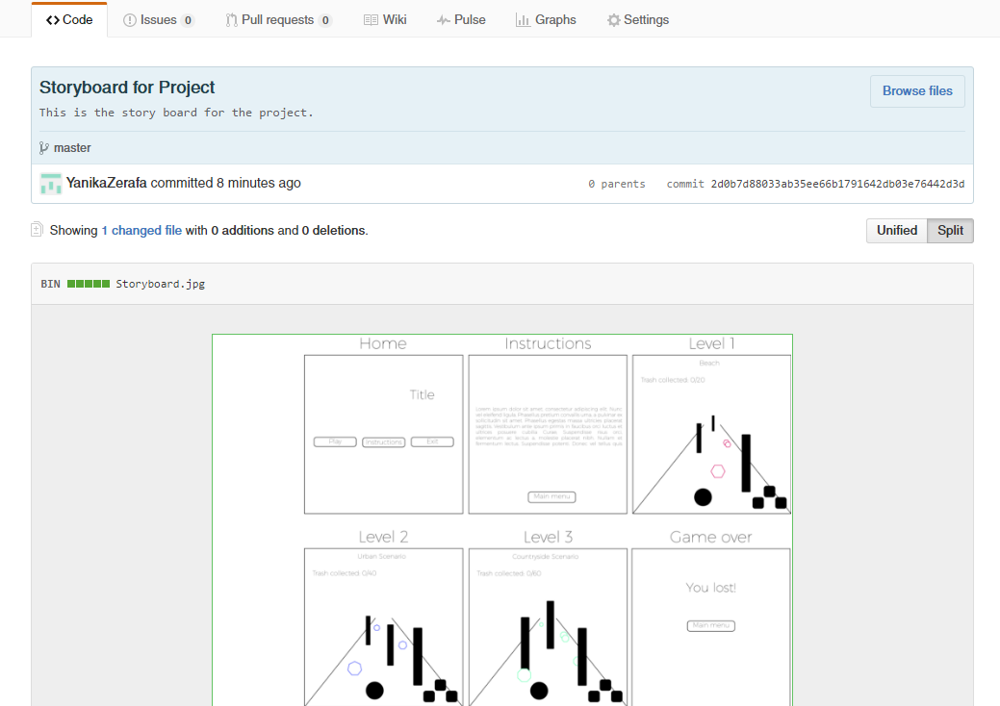 Code Issues 0 Pull requests 0 Wiki Pulse Graphs Settings
Storyboard for Project
Browse files
This is the story board for the project.
master
YanikaZerafa committed 8 minutes ago 0 parents commit 2d0b7d88033ab35ee66b1791642db03e76442d3d
Showing 1 changed file with 0 additions and 0 deletions.
Unified Split
BIN Storyboard.jpg
Home Instructions Level 1
Beach
Trash collected: 0/20
Title
Play Instructions Exit
Lorem ipsum dolor sit amet, consectetur adipiscing elit. Nunc
Main menu
Level 2 Level 3 Game over
Urban Scenario Countryside Scenario
Trash collected: 0/40 Trash collected: 0/60
You lost!
Main menu